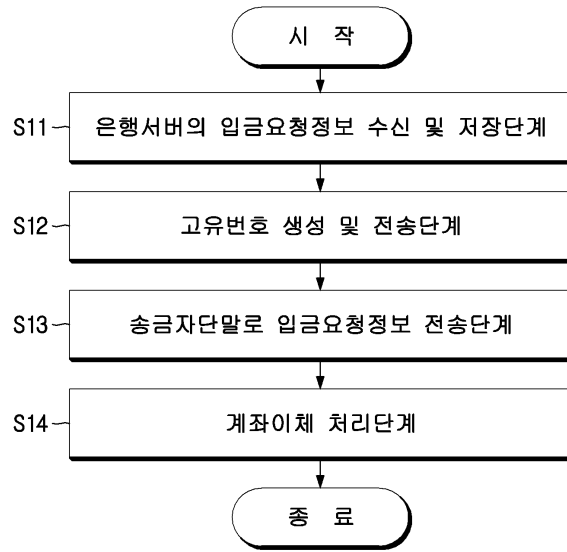 시 작
S11 은행서버의 입금요청정보 수신 및 저장단계
S12 고유번호 생성 및 전송단계
S13 송금자단말로 입금요청정보 전송단계
S14 계좌이체 처리단계
종 료